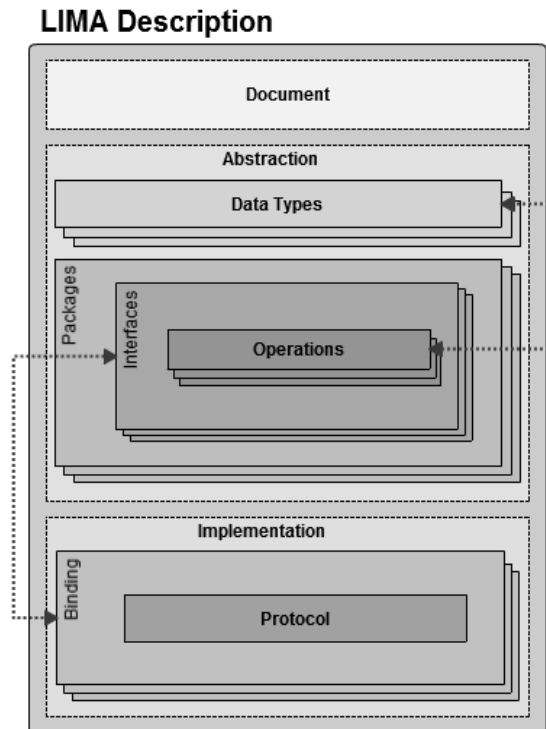 LIMA Description
Document
Abstraction
Data Types
Packages
Interfaces
Operations
Implementation
Binding
Protocol